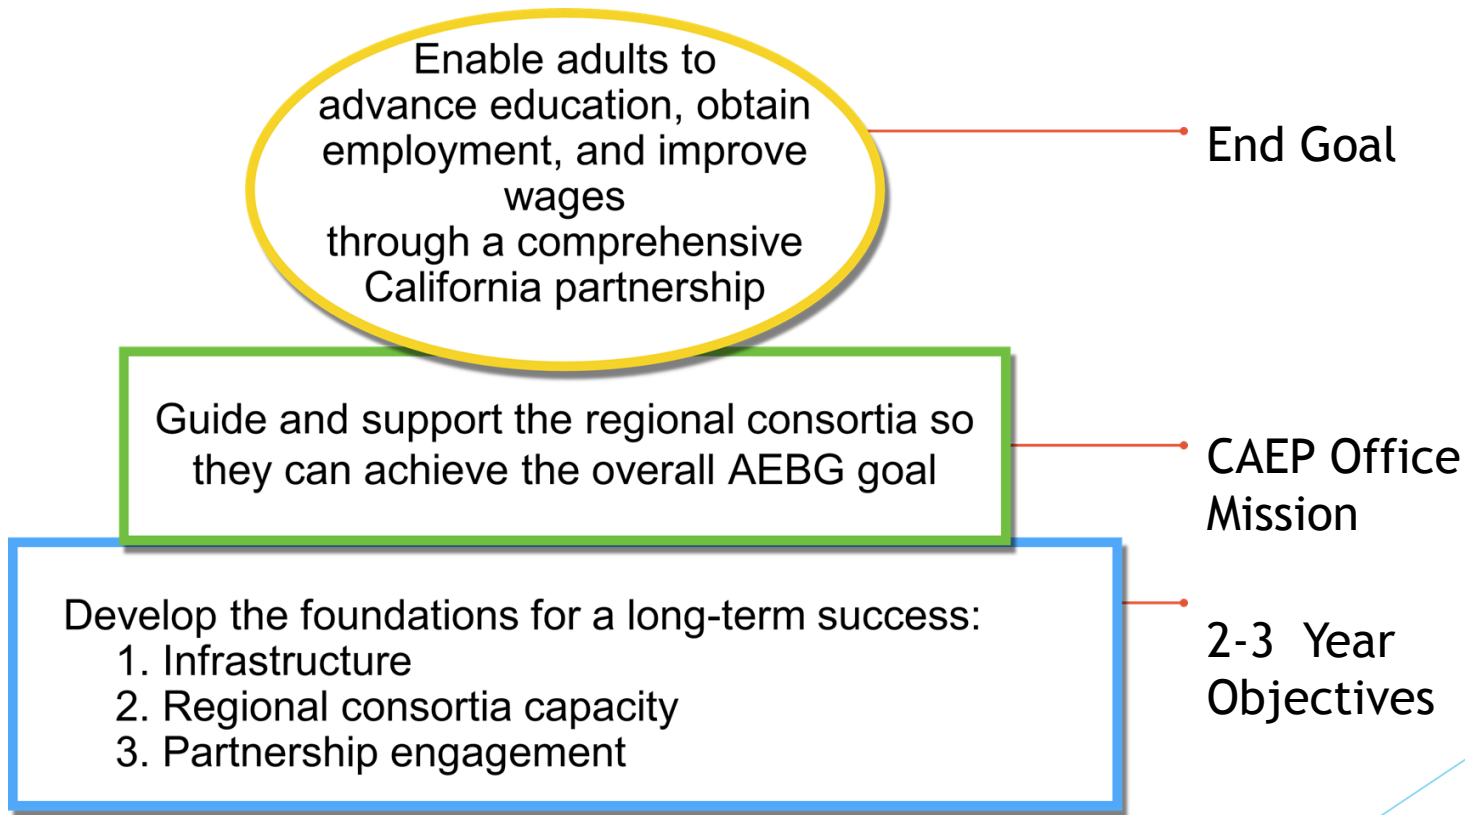 Enable adults to
advance education, obtain
employment, and improve
wages
through a comprehensive
California partnership
End Goal
Guide and support the regional consortia so
they can achieve the overall AEBG goal
CAEP Office
Mission
Develop the foundations for a long-term success:
1. Infrastructure
2. Regional consortia capacity
3. Partnership engagement
2-3 Year
Objectives